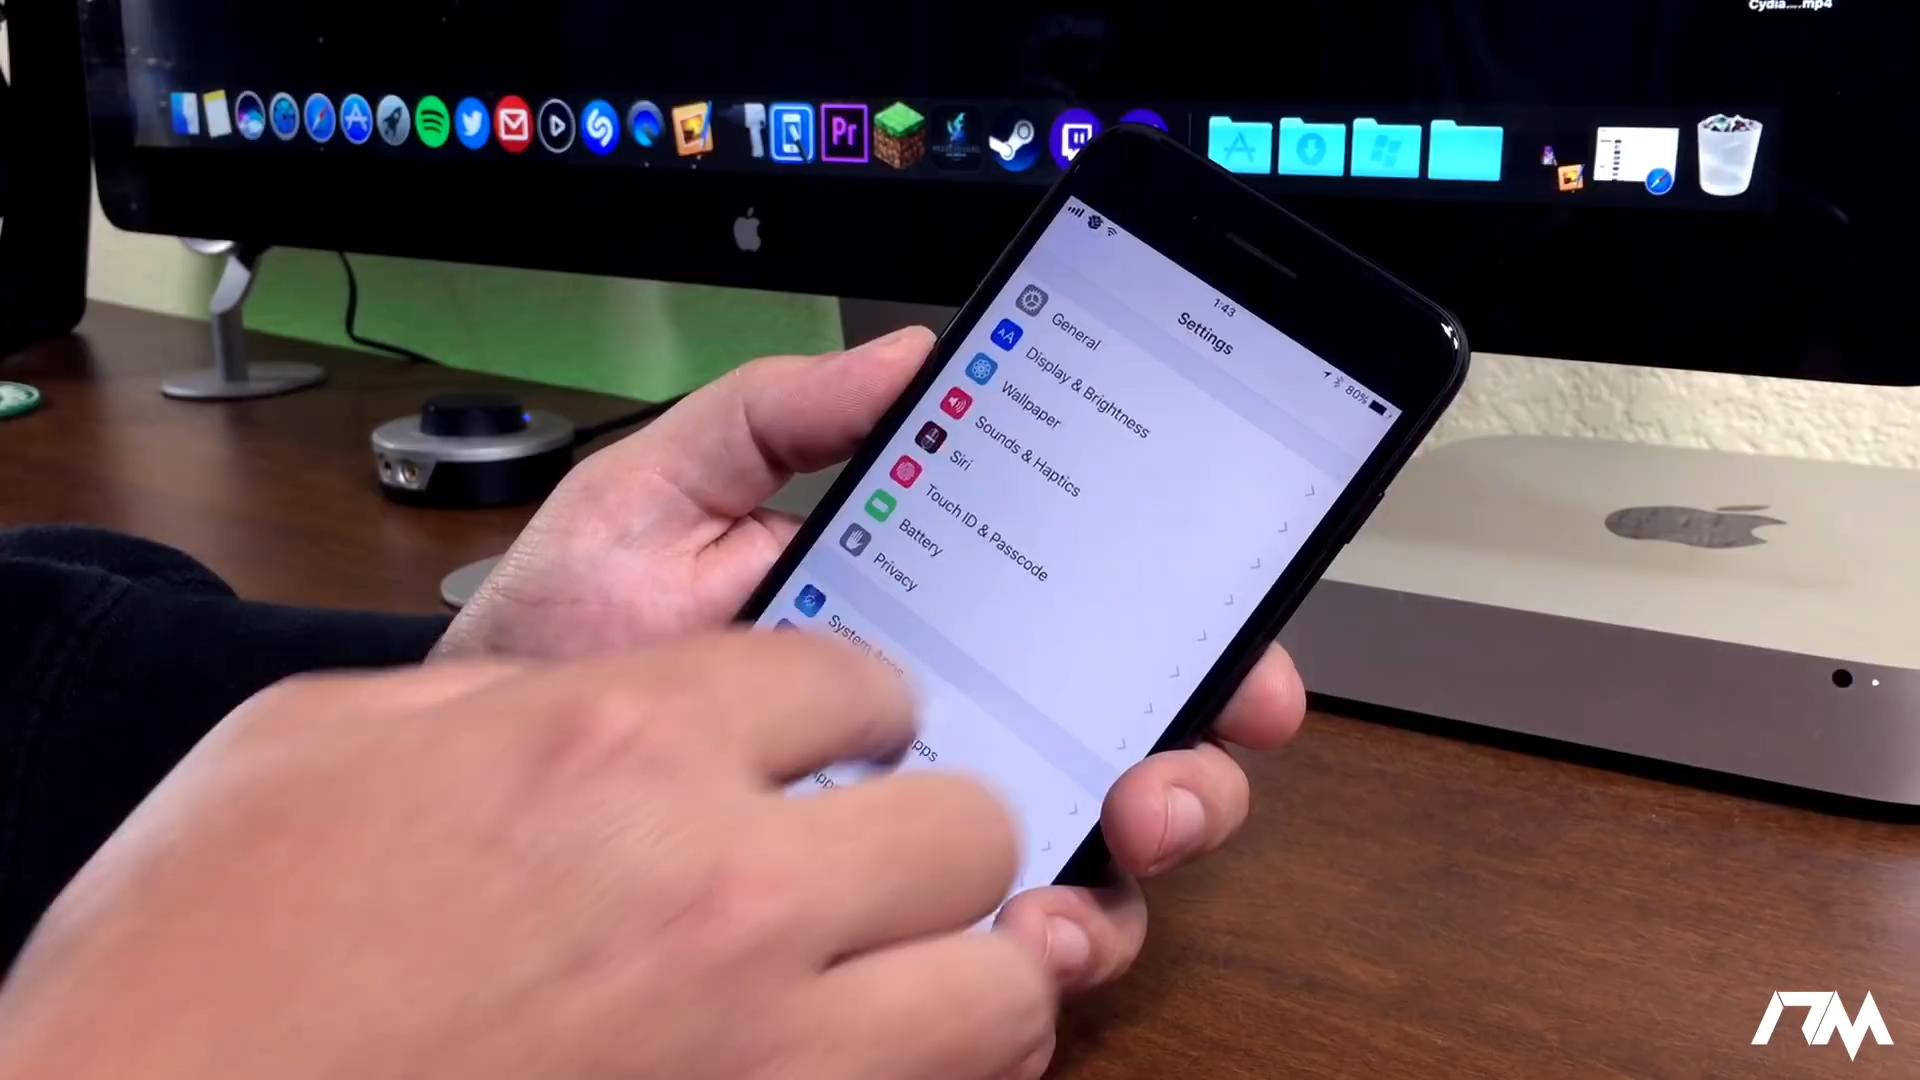 Cydia....mp4
Pr
1:43
80%
Settings
General
Display & Brightness
Wallpaper
Sounds & Haptics
Siri
Touch ID & Passcode
Battery
Privacy
System Apps